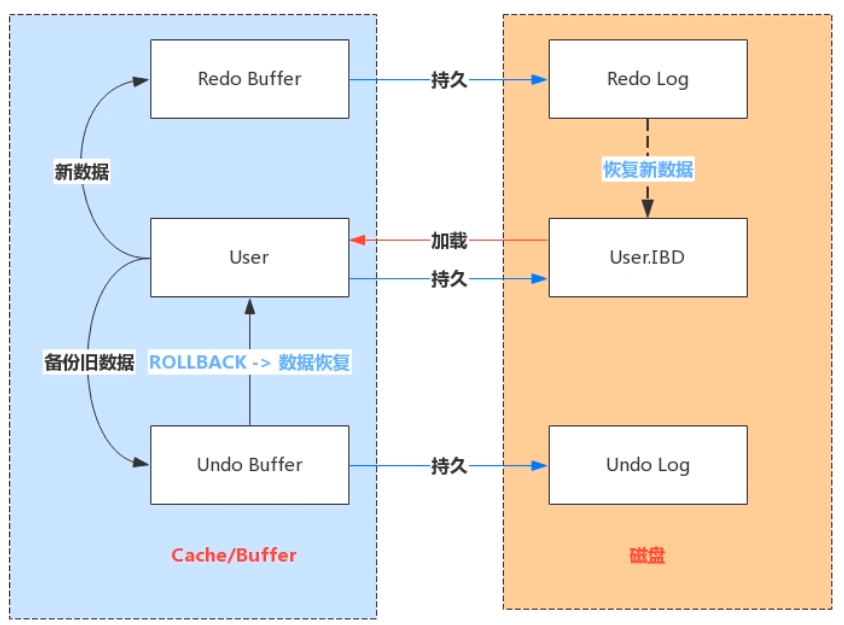 Redo Buffer
持久
Redo Log
新数据
恢复新数据
User
加载
持久
User.IBD
备份旧数据
ROLLBACK -> 数据恢复
Undo Buffer
持久
Undo Log
Cache/Buffer
磁盘